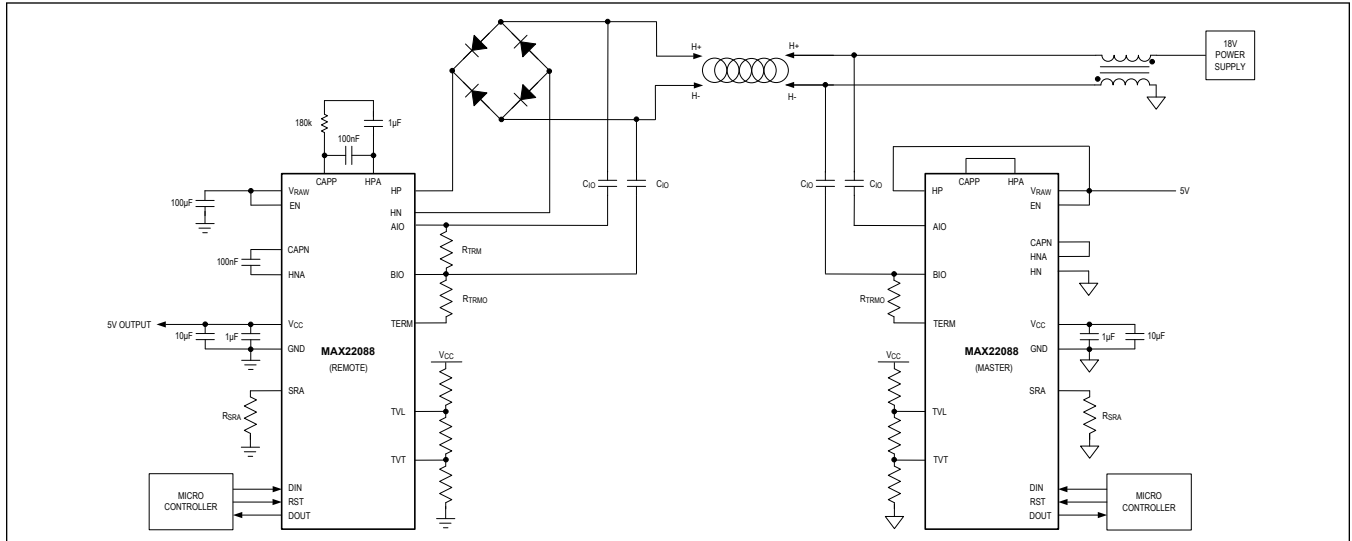 H+
H+
18V
POWER
SUPPLY
H-
H-
180k
1µF
100nF
CAPP
HPA
VRAW
EN
100µF
CAPN
100nF
HNA
5V OUTPUT
VCC
10µF
1µF
GND
MAX22088
(REMOTE)
SRA
RSRA
MICRO
CONTROLLER
DIN
RST
DOUT
HP
HN
AIO
BIO
TERM
TVL
TVT
CIO
CIO
RTRM
RTRMO
VCC
CIO
CIO
HP
CAPP
HPA
VRAW
5V
EN
AIO
CAPN
HNA
BIO
HN
RTRMO
TERM
VCC
1µF
10µF
GND
MAX22088
(MASTER)
VCC
SRA
RSRA
TVL
TVT
DIN
RST
DOUT
MICRO
CONTROLLER